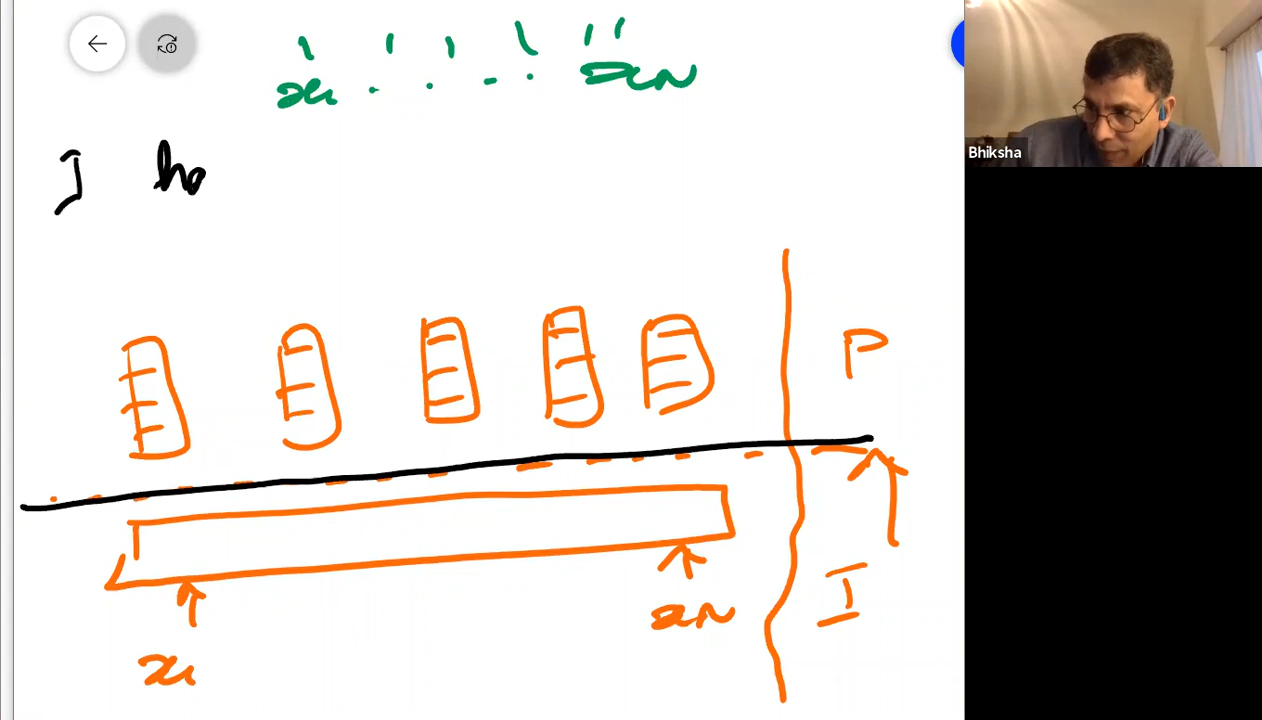 x1 . . - . xN
I ho
P
I
xN
x1
Bhiksha